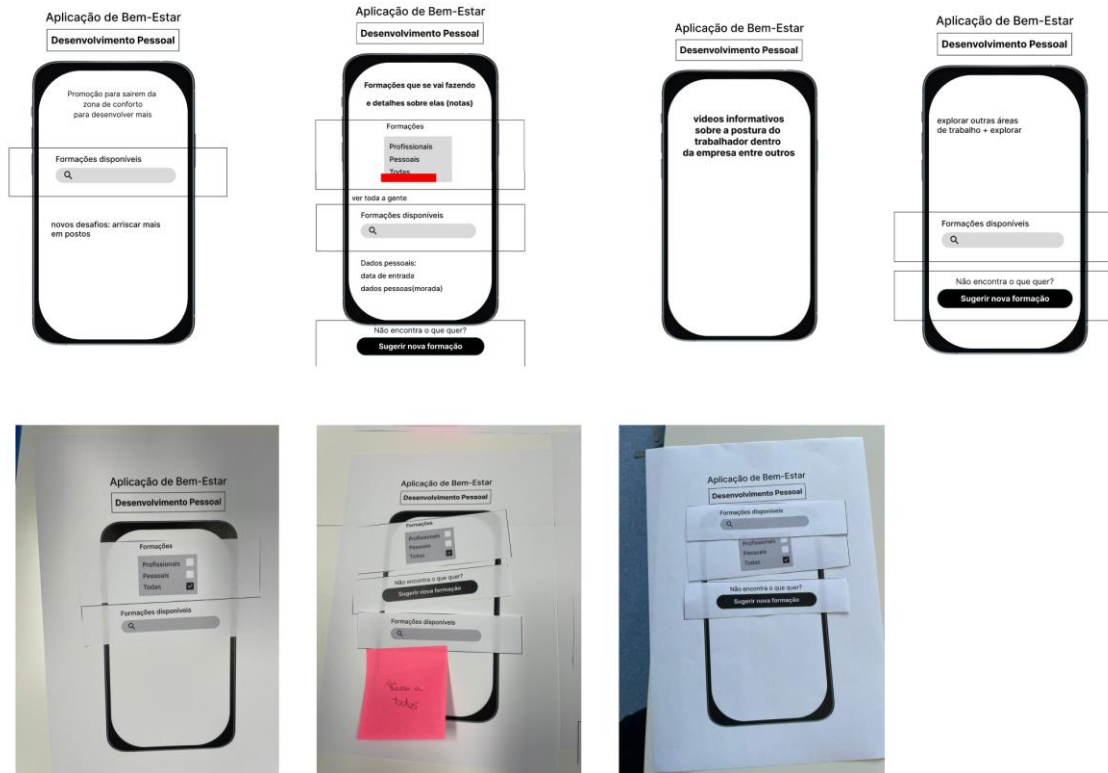 Aplicação de Bem-Estar
Desenvolvimento Pessoal
Promoção para sairem da
zona de conforto
para desenvolver mais
Formações disponíveis
novos desafios: arriscar mais
em postos
Aplicação de Bem-Estar
Desenvolvimento Pessoal
Formações que se vai fazendo
e detalhes sobre elas (notas)
Formações
Profissionais
Pessoais
Todas
ver toda a gente
Formações disponíveis
Dados pessoais:
data de entrada
dados pessoas(morada)
Não encontra o que quer?
Sugerir nova formação
Aplicação de Bem-Estar
Desenvolvimento Pessoal
videos informativos
sobre a postura do
trabalhador dentro
da empresa entre outros
Aplicação de Bem-Estar
Desenvolvimento Pessoal
explorar outras áreas
de trabalho + explorar
Formações disponíveis
Não encontra o que quer?
Sugerir nova formação
Aplicação de Bem-Estar
Desenvolvimento Pessoal
Formações
Profissionais
Pessoais
Todas
Formações disponíveis
Aplicação de Bem-Estar
Desenvolvimento Pessoal
Formações
Profissionais
Pessoais
Todas
Não encontra o que quer?
Sugerir nova formação
Formações disponíveis
todos
Aplicação de Bem-Estar
Desenvolvimento Pessoal
Formações disponíveis
Profissionais
Pessoais
Todas
Não encontra o que quer?
Sugerir nova formação